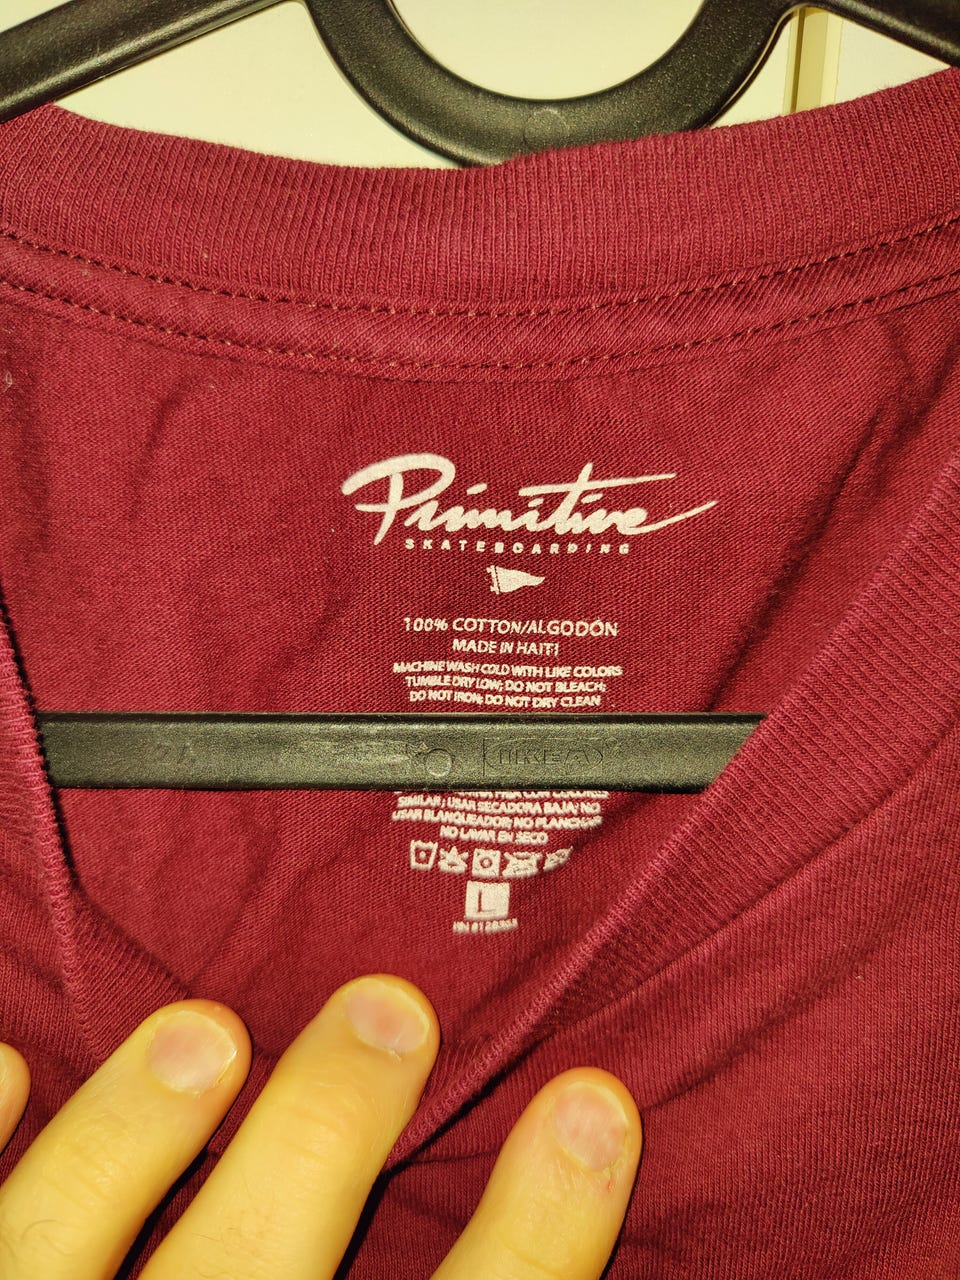 Primitive
SKATEBOARDING
100% COTTON/ALGODÓN
MADE IN HAITI
MACHINE WASH COLD WITH LIKE COLORS
TUMBLE DRY LOW; DO NOT BLEACH;
DO NOT IRON; DO NOT DRY CLEAN
IKEA
COLORES
SIMILAR; USAR SECADORA BAJA; NO
USAR BLANQUEADOR; NO PLANCHAR
NO LAVAR EN SECO
L